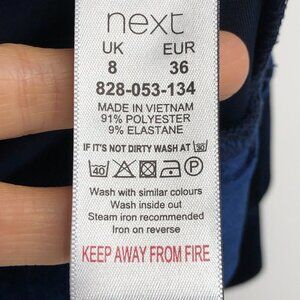 next
UK EUR
8 36
828-053-134
MADE IN VIETNAM
91% POLYESTER
9% ELASTANE
IF IT'S NOT DIRTY WASH AT 30
40
Wash with similar colours
Wash inside out
Steam iron recommended
Iron on reverse
KEEP AWAY FROM FIRE